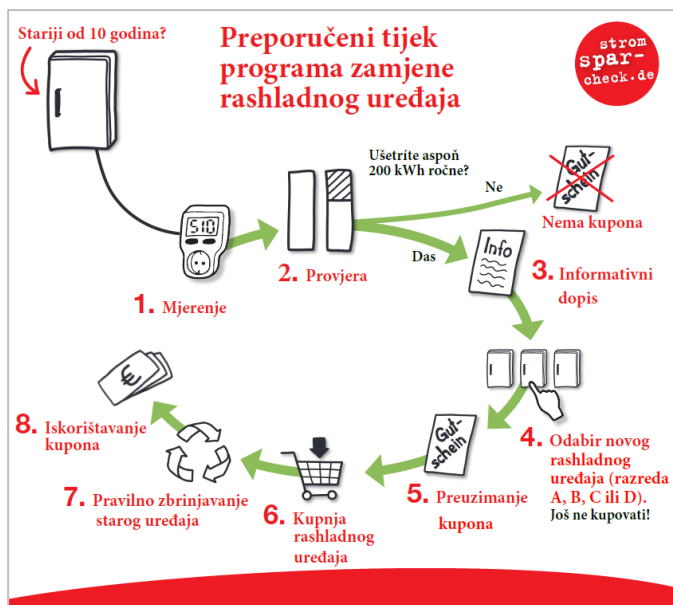 Stariji od 10 godina?
Preporučeni tijek
programa zamjene
rashladnog uređaja
strom
spar-
check.de
Ušetríte aspoň
200 kWh ročne?
Ne
Gut-
schein
Nema kupona
510
1. Mjerenje
2. Provjera
Das
Info
3. Informativni
dopis
4. Odabir novog
rashladnog
uređaja (razreda
A, B, C ili D).
Još ne kupovati!
Gut-
schein
5. Preuzimanje
kupona
6. Kupnja
rashladnog
uređaja
7. Pravilno zbrinjavanje
starog uređaja
€
8. Iskorištavanje
kupona